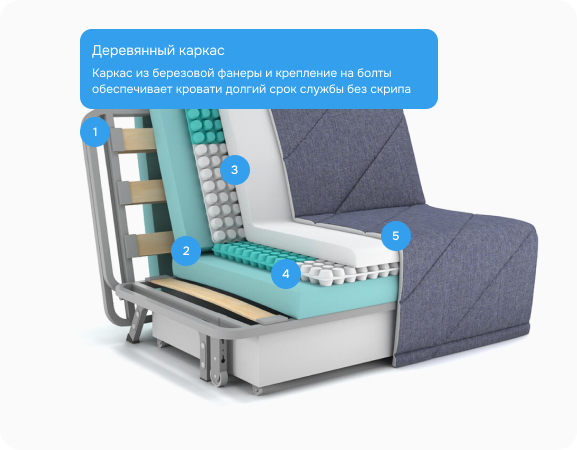 Деревянный каркас
Каркас из березовой фанеры и крепление на болты
обеспечивает кровати долгий срок службы без скрипа
1
3
5
2
4